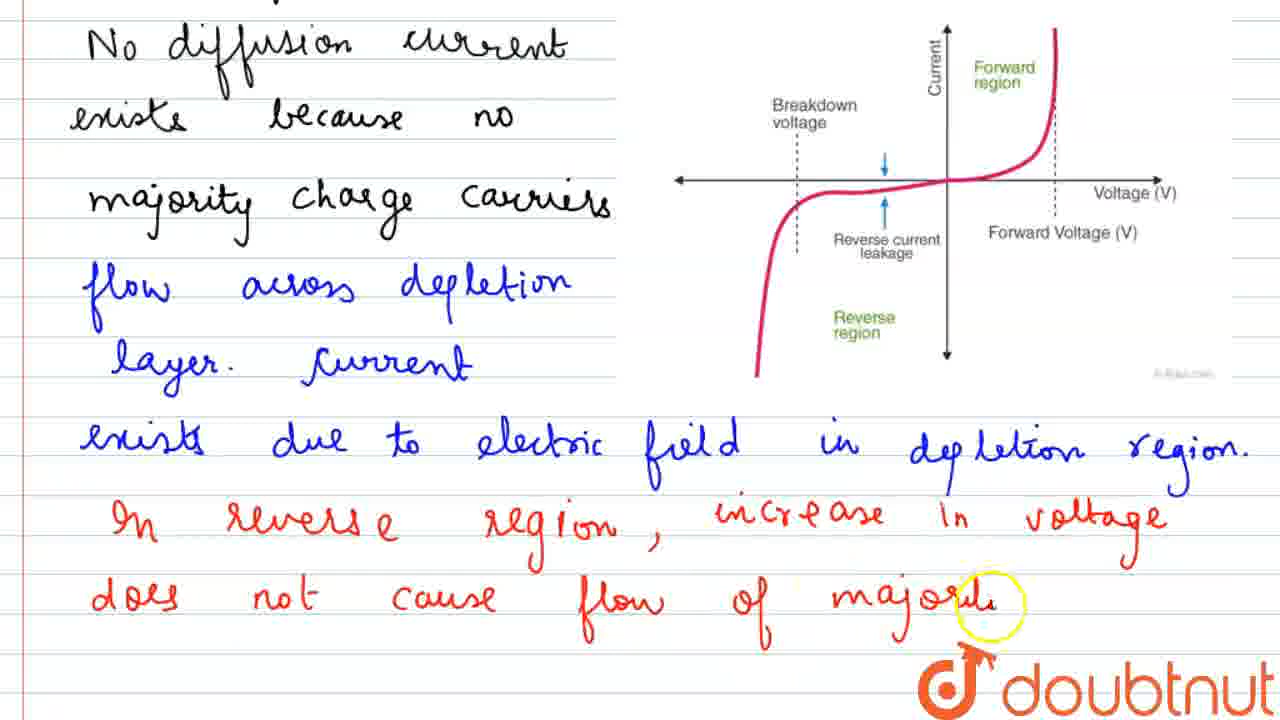 No diffusion current
exists because no
majority charge carriers
flow across depletion
layer. Current
exists due to electric field in depletion region.
In reverse region, increase in voltage
does not cause flow of majorit
Current
Forward
region
Breakdown
voltage
Voltage (V)
Forward Voltage (V)
Reverse current
leakage
Reverse
region
doubtnut